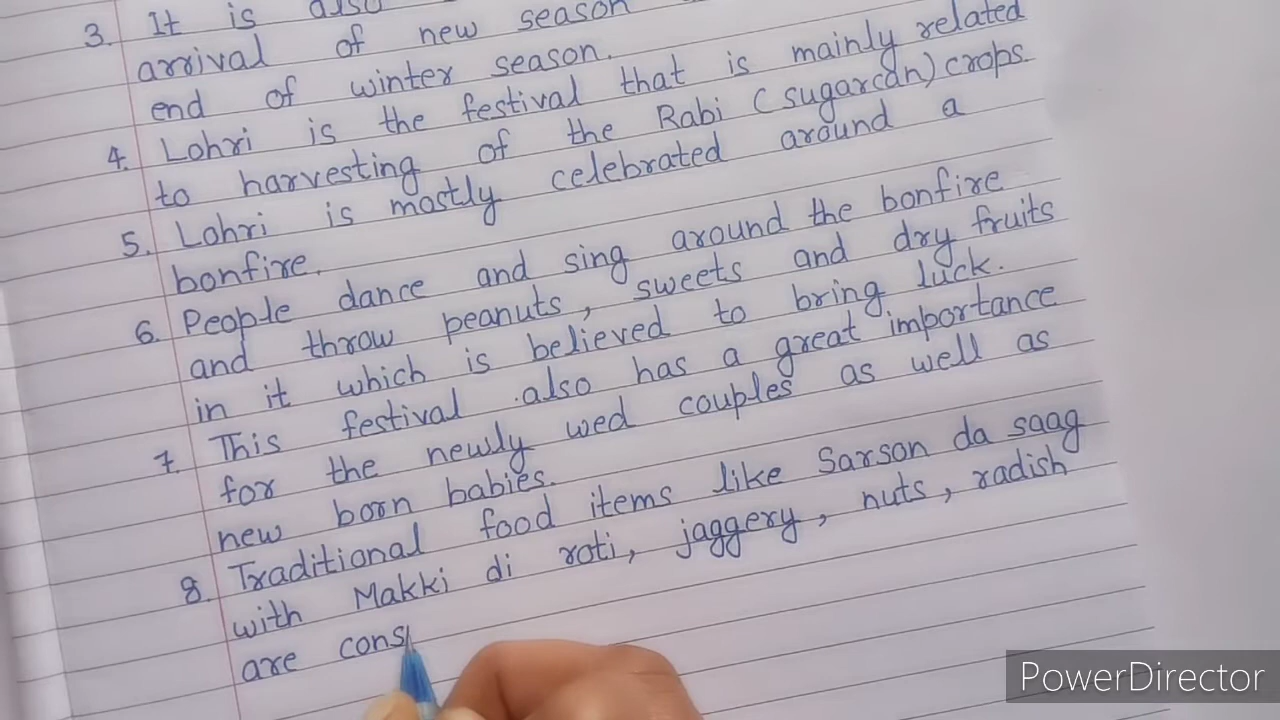 3. It is also
arrival of new season
end of winter season.
4. Lohri is the festival that is mainly related
to harvesting of the Rabi (sugarcan) crops.
5. Lohri is mostly celebrated around a
bonfire.
6. People dance and sing around the bonfire
and throw peanuts, sweets and dry fruits
in it which is believed to bring luck.
7. This festival also has a great importance
for the newly wed couples as well as
new born babies.
8. Traditional food items like Sarson da saag
with Makki di roti, jaggery, nuts, radish
are cons
PowerDirector